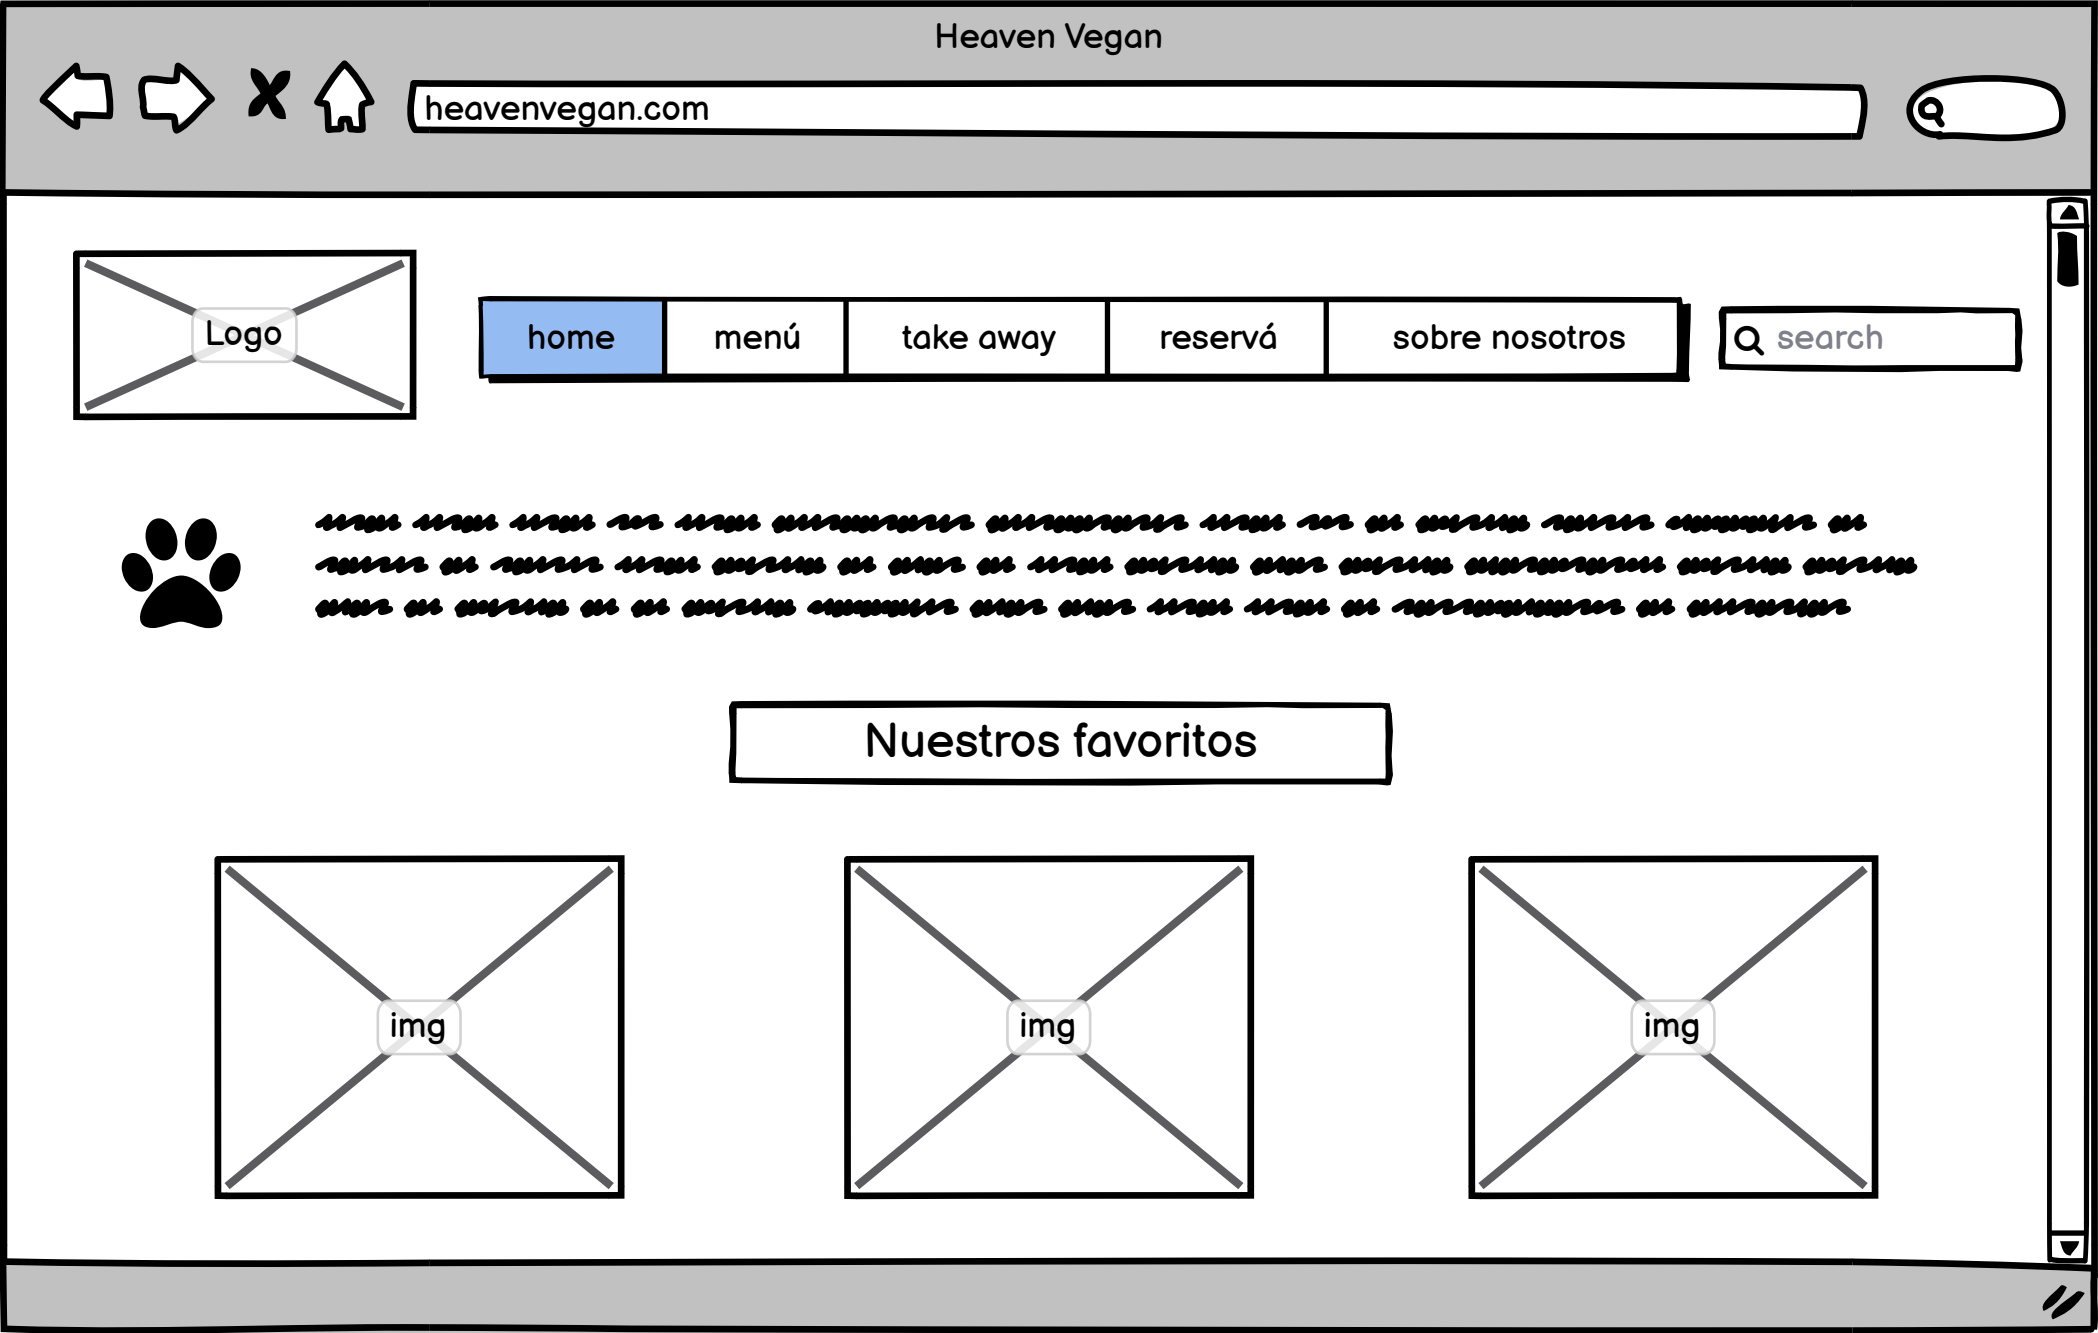 Heaven Vegan
heavenvegan.com
Logo
home
menú
take away
reservá
sobre nosotros
search
Nuestros favoritos
img
img
img